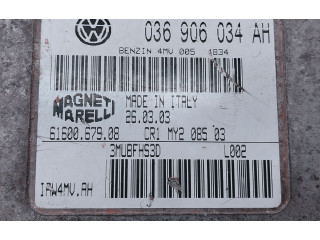 036 906 034 AH
BENZIN 4MV 005 1834
MAGNETI MARELLI
MADE IN ITALY
26.03.03
61600.679.08 CR1 MY2 085 03
3MUBFHS3D L002
IAW4MV.AH